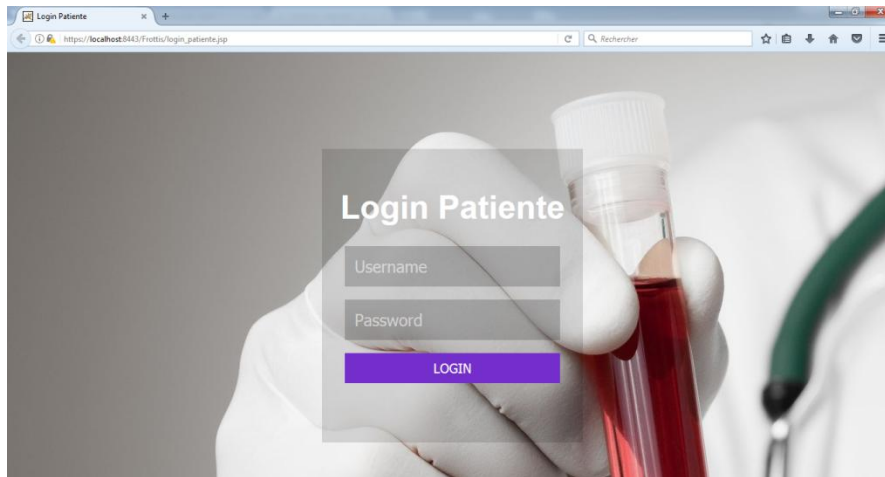 Login Patiente
https://localhost:8443/Frottis/login_patiente.jsp
Rechercher
Login Patiente
Username
Password
LOGIN